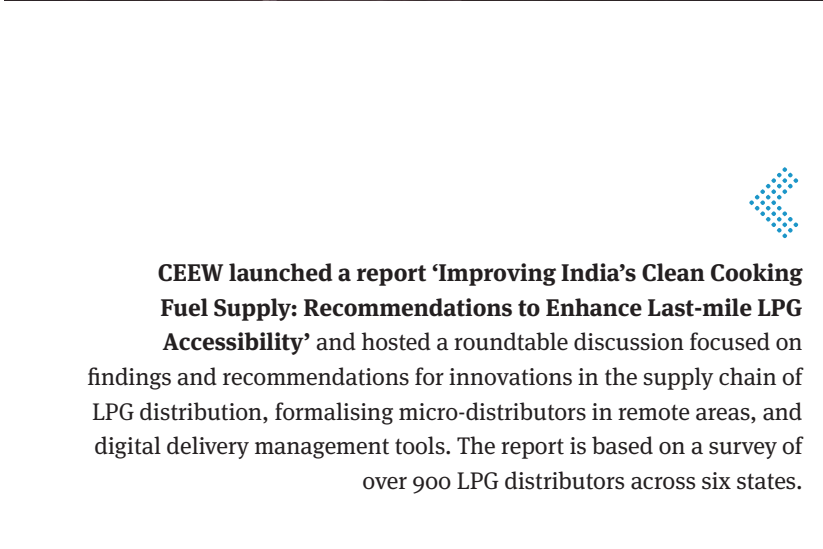 CEEW launched a report ‘Improving India’s Clean Cooking
Fuel Supply: Recommendations to Enhance Last-mile LPG
Accessibility’ and hosted a roundtable discussion focused on
findings and recommendations for innovations in the supply chain of
LPG distribution, formalising micro-distributors in remote areas, and
digital delivery management tools. The report is based on a survey of
over 900 LPG distributors across six states.